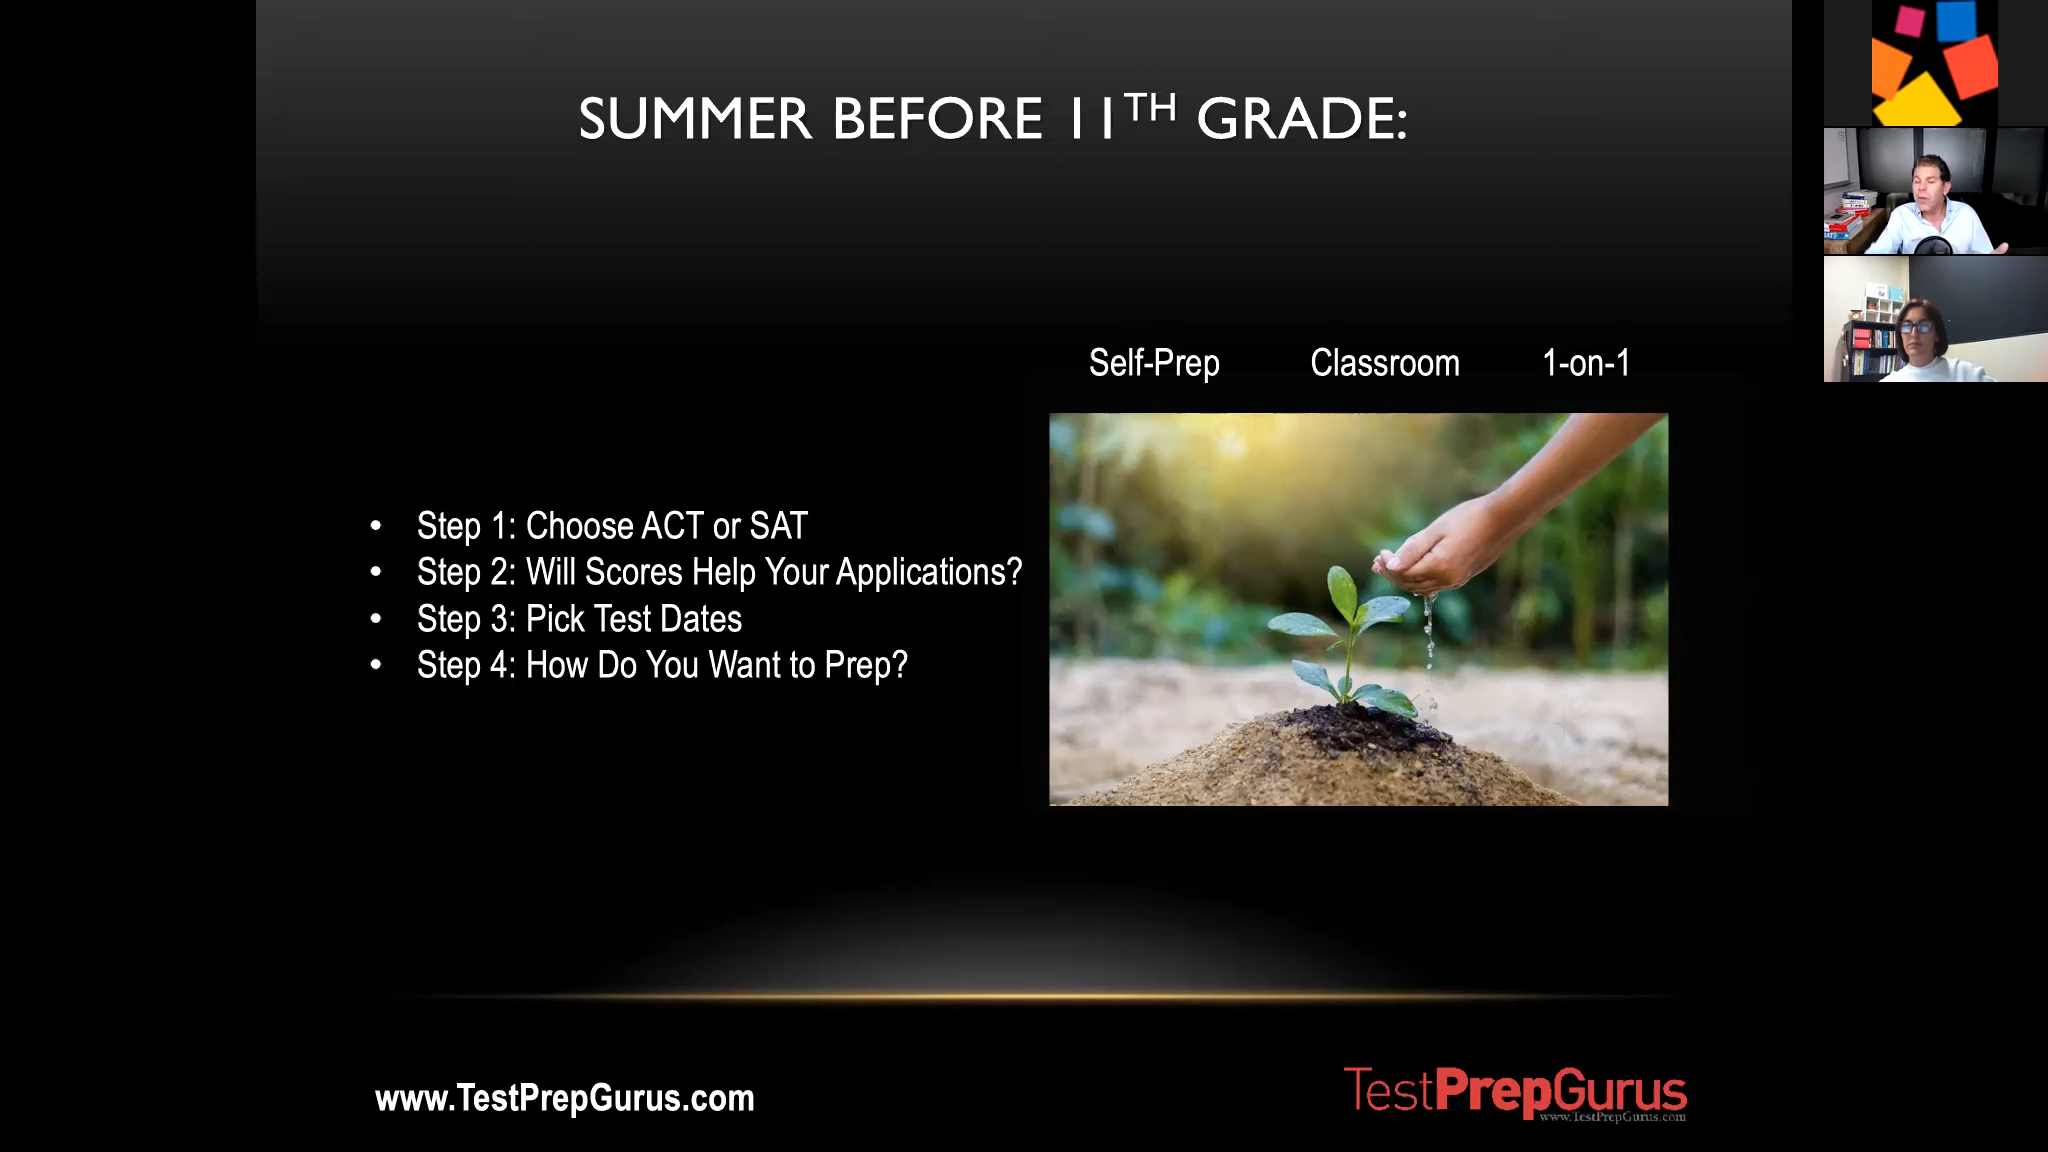 SUMMER BEFORE 11TH GRADE:
Self-Prep Classroom 1-on-1
• Step 1: Choose ACT or SAT
• Step 2: Will Scores Help Your Applications?
• Step 3: Pick Test Dates
• Step 4: How Do You Want to Prep?
www.TestPrepGurus.com
TestPrepGurus
www.TestPrepGurus.com